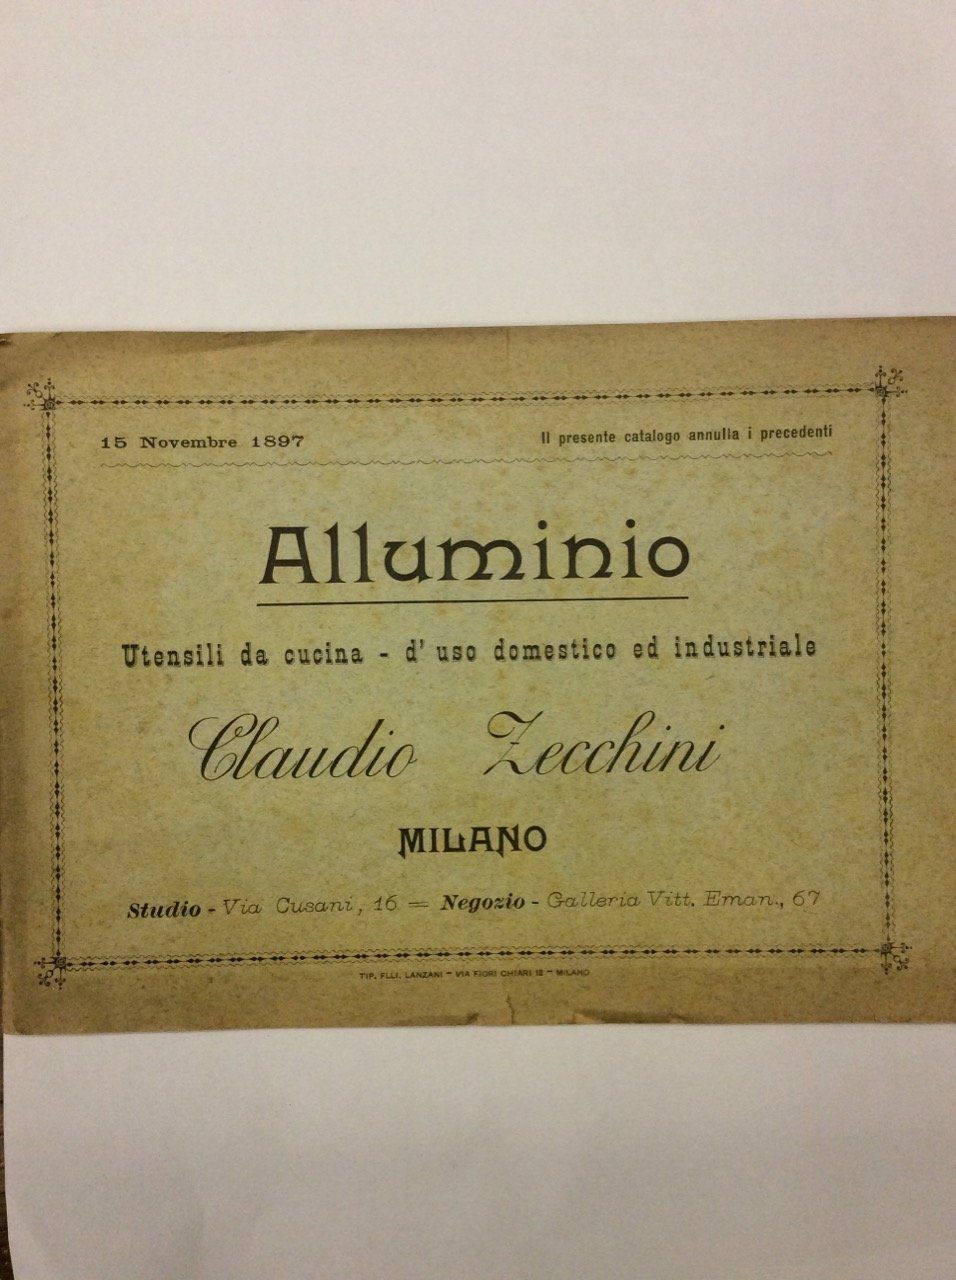 15 Novembre 1897
Il presente catalogo annulla i precedenti
Alluminio
Utensili da cucina - d' uso domestico ed industriale
Claudio Zecchini
MILANO
Studio - Via Cusani, 16 = Negozio - Galleria Vitt. Eman., 67
TIP. FLLI. LANZANI - VIA FIORI CHIARI 12 - MILANO